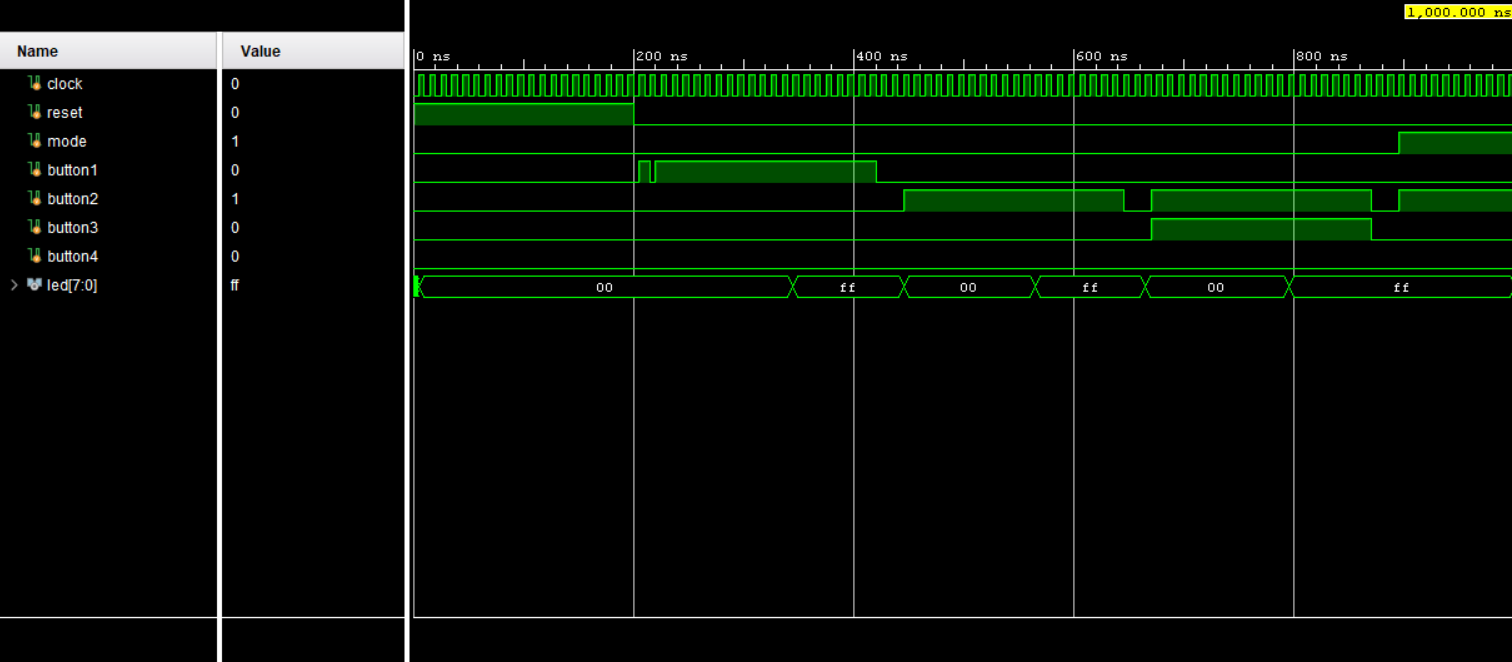 1,000.000 ns
Name Value
0 ns 200 ns 400 ns 600 ns 800 ns
clock 0
reset 0
mode 1
button1 0
button2 1
button3 0
button4 0
led[7:0] ff 00 ff 00 ff 00 ff